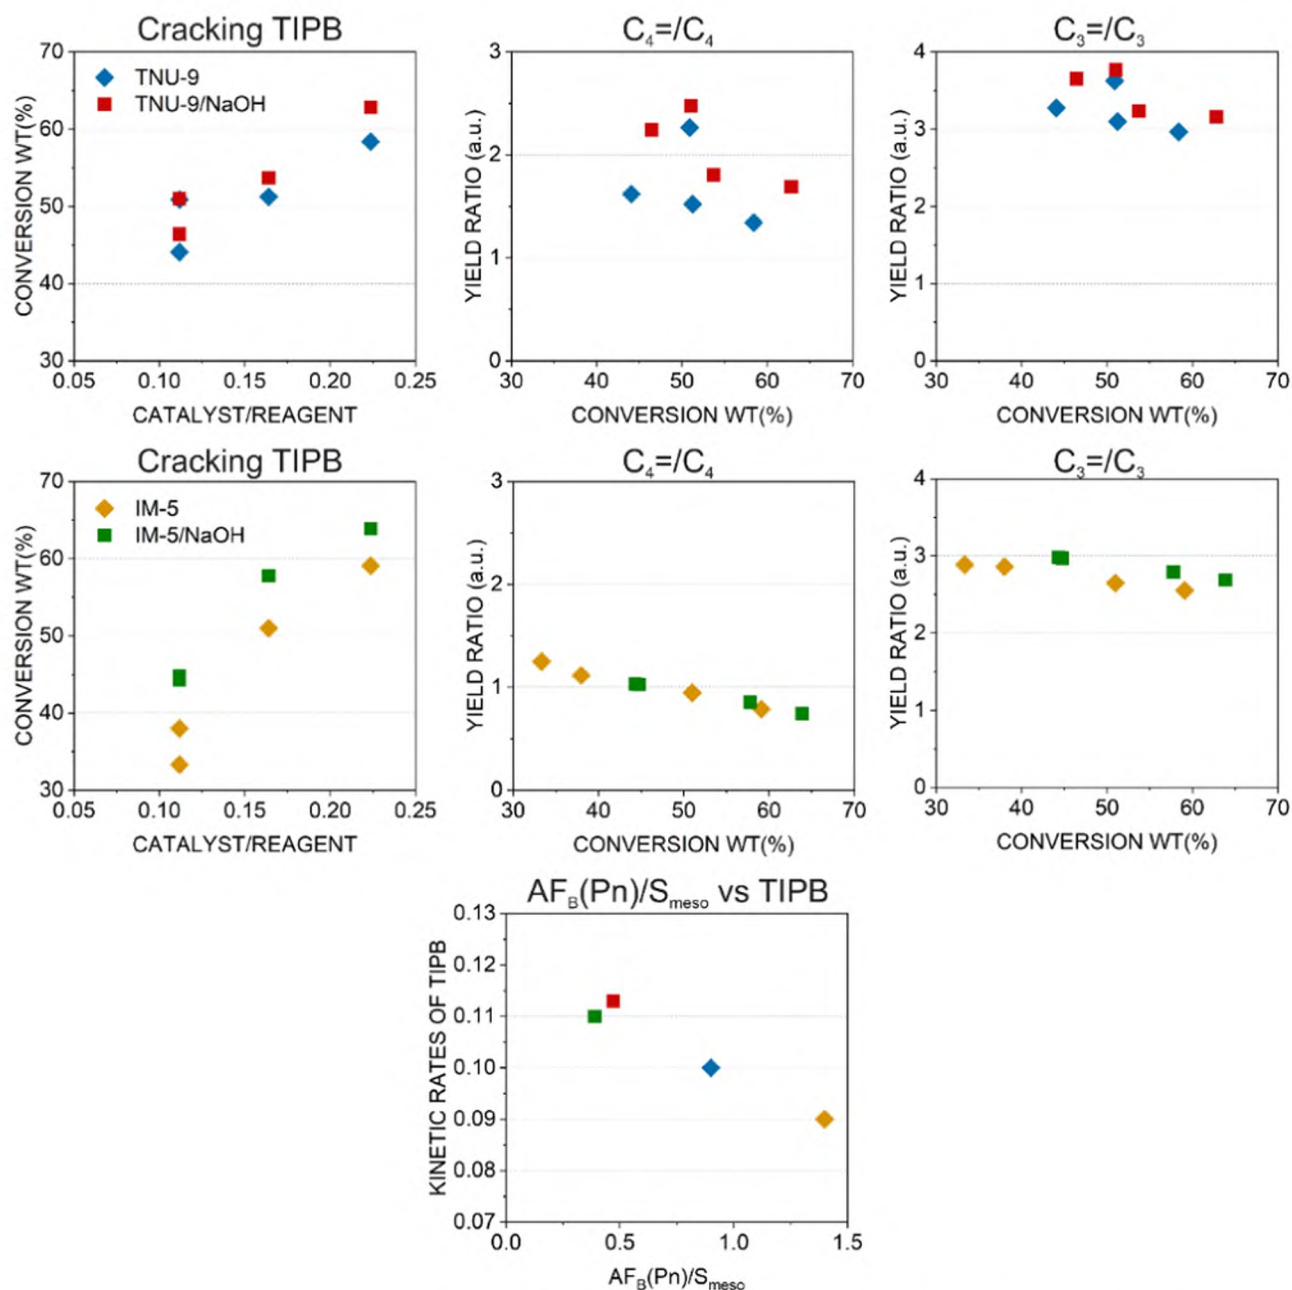 Cracking TIPB
CONVERSION WT(%)
70
60
50
40
30
TNU-9
TNU-9/NaOH
0.05 0.10 0.15 0.20 0.25
CATALYST/REAGENT
C₄=/C₄
YIELD RATIO (a.u.)
3
2
1
0
30 40 50 60 70
CONVERSION WT(%)
C₃=/C₃
YIELD RATIO (a.u.)
4
3
2
1
0
30 40 50 60 70
CONVERSION WT(%)
Cracking TIPB
CONVERSION WT(%)
70
60
50
40
30
IM-5
IM-5/NaOH
0.05 0.10 0.15 0.20 0.25
CATALYST/REAGENT
C₄=/C₄
YIELD RATIO (a.u.)
3
2
1
0
30 40 50 60 70
CONVERSION WT(%)
C₃=/C₃
YIELD RATIO (a.u.)
4
3
2
1
0
30 40 50 60 70
CONVERSION WT(%)
AF_B(Pn)/S_meso vs TIPB
KINETIC RATES OF TIPB
0.13
0.12
0.11
0.10
0.09
0.08
0.07
0.0 0.5 1.0 1.5
AF_B(Pn)/S_meso